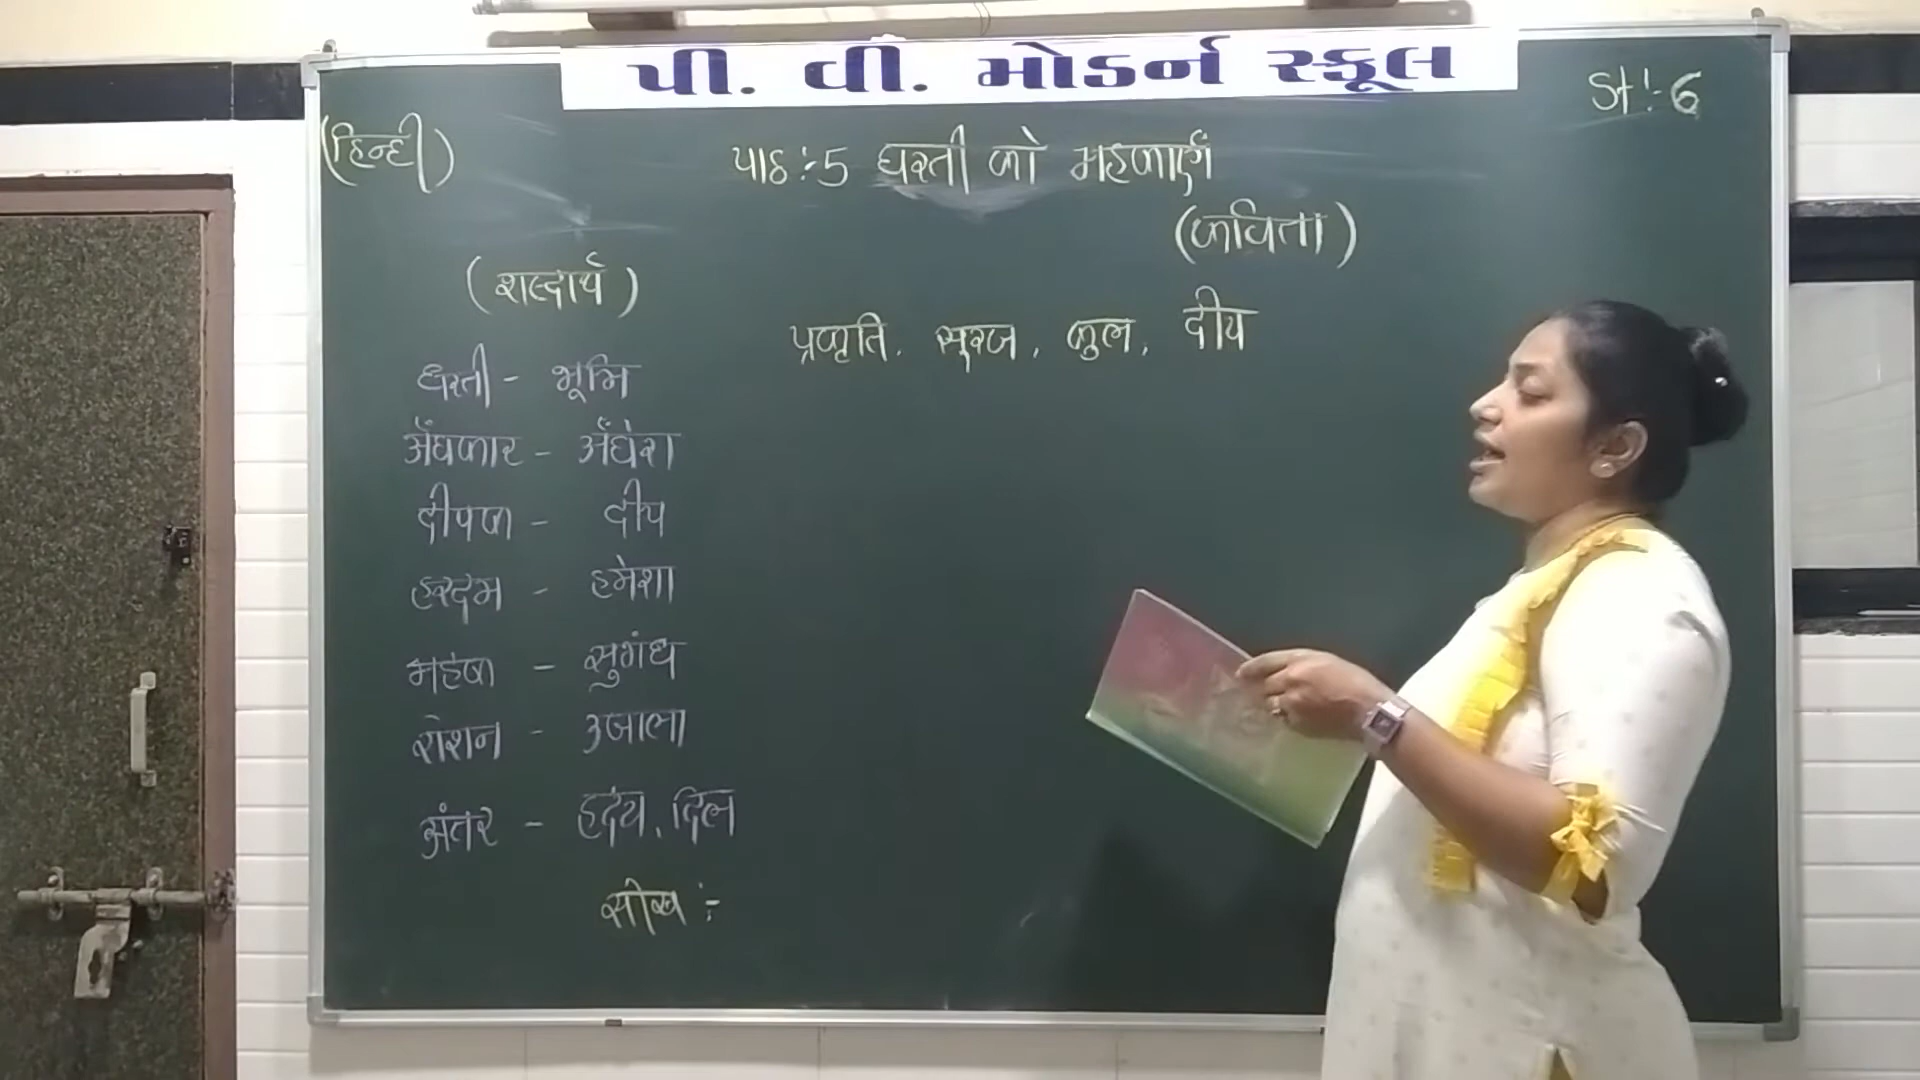 પી. વી. મોડર્ન સ્કૂલ
St:-6
(हिन्दी)
पाठ:-5 धरती को महकाएँ
(कविता)
(शब्दार्थ)
प्रकृति, सूरज, फुल, दीप
धरती - भूमि
अँधकार - अँधेरा
दीपक - दीप
हरदम - हमेशा
महक - सुगंध
रोशन - उजाला
अंतर - हृदय, दिल
सीख :-